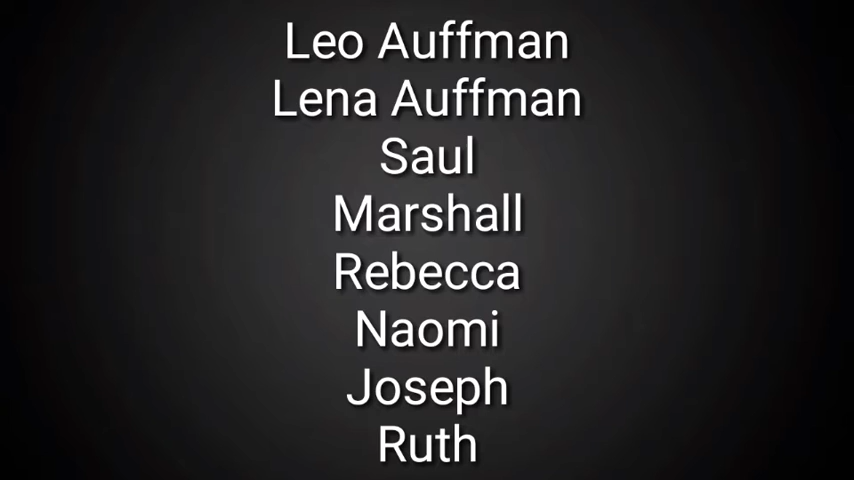 Leo Auffman
Lena Auffman
Saul
Marshall
Rebecca
Naomi
Joseph
Ruth